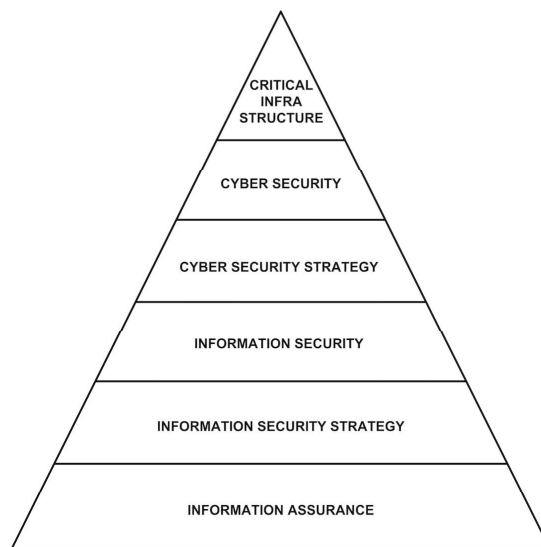 CRITICAL
INFRA
STRUCTURE
CYBER SECURITY
CYBER SECURITY STRATEGY
INFORMATION SECURITY
INFORMATION SECURITY STRATEGY
INFORMATION ASSURANCE